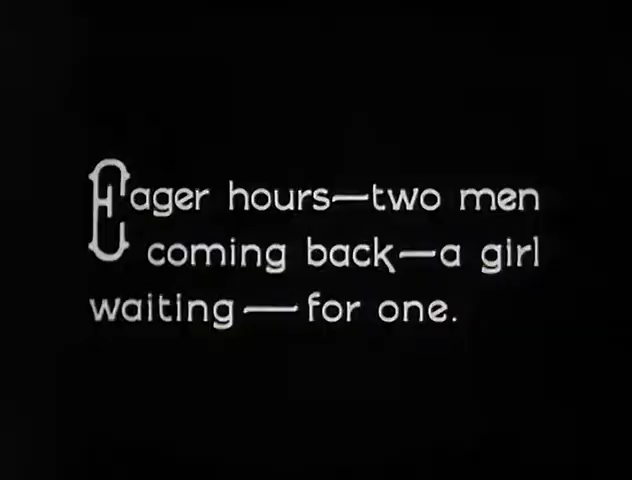 Eager hours—two men
coming back—a girl
waiting—for one.